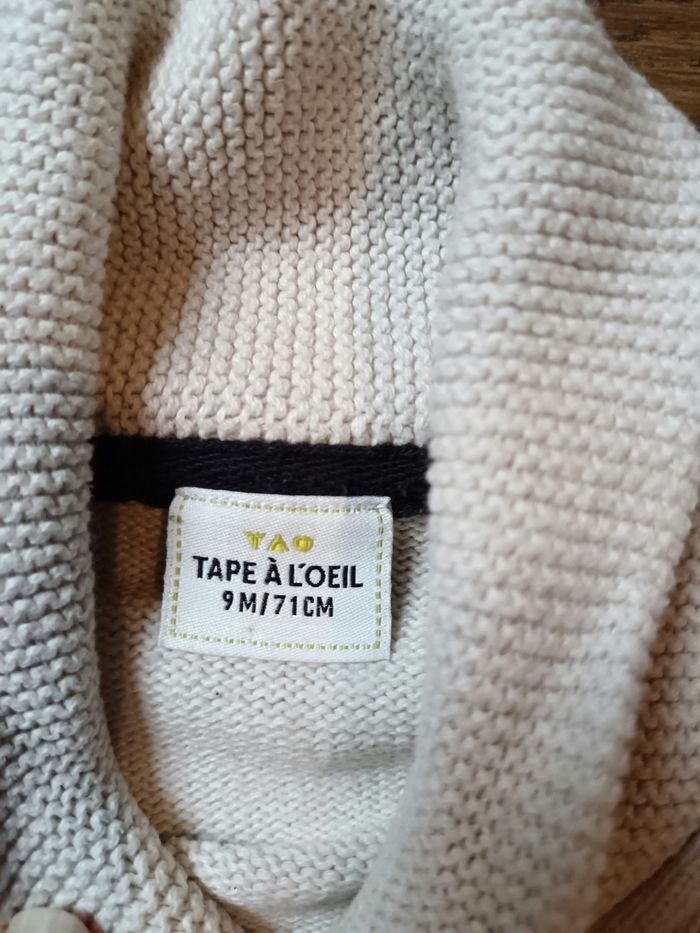 TAO
TAPE À L'OEIL
9M/71CM